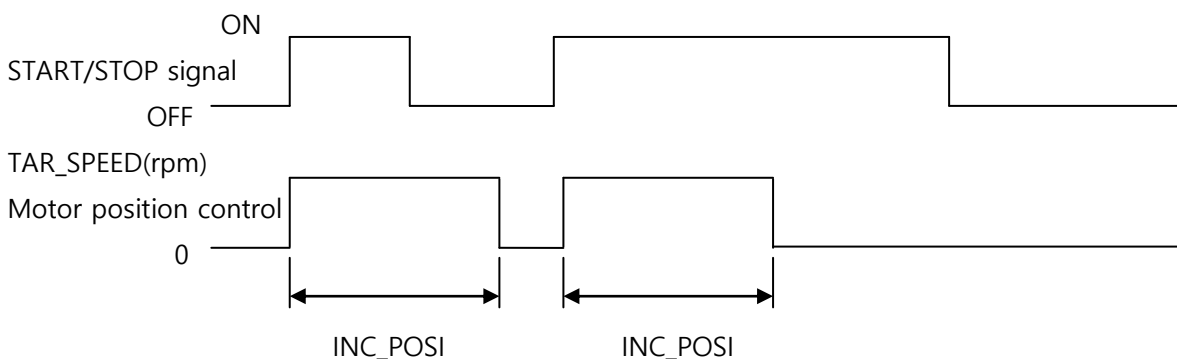 ON
START/STOP signal
OFF
TAR_SPEED(rpm)
Motor position control
0
INC_POSI INC_POSI